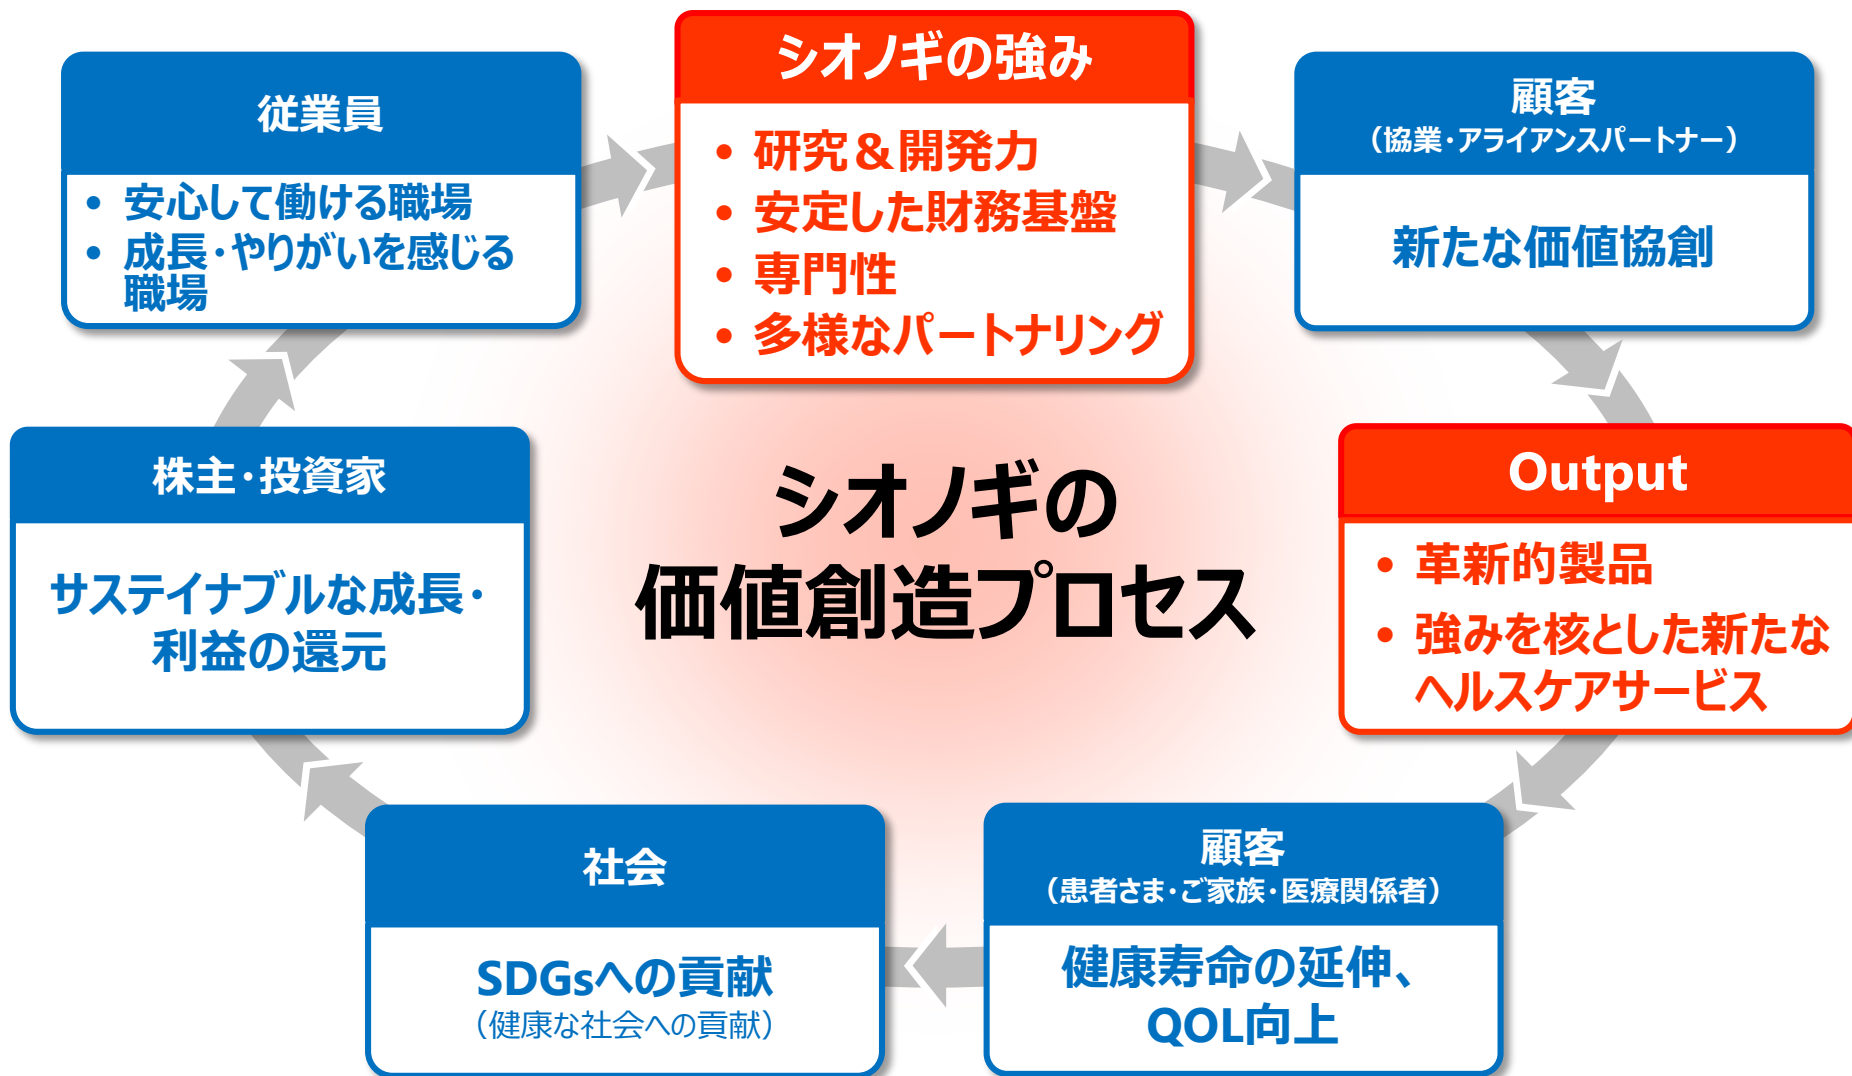 シオノギの強み
• 研究＆開発力
• 安定した財務基盤
• 専門性
• 多様なパートナリング
顧客
（協業・アライアンスパートナー）
新たな価値協創
Output
• 革新的製品
• 強みを核とした新たな
ヘルスケアサービス
顧客
（患者さま・ご家族・医療関係者）
健康寿命の延伸、
QOL向上
社会
SDGsへの貢献
（健康な社会への貢献）
株主・投資家
サステイナブルな成長・
利益の還元
従業員
• 安心して働ける職場
• 成長・やりがいを感じる
職場
シオノギの
価値創造プロセス